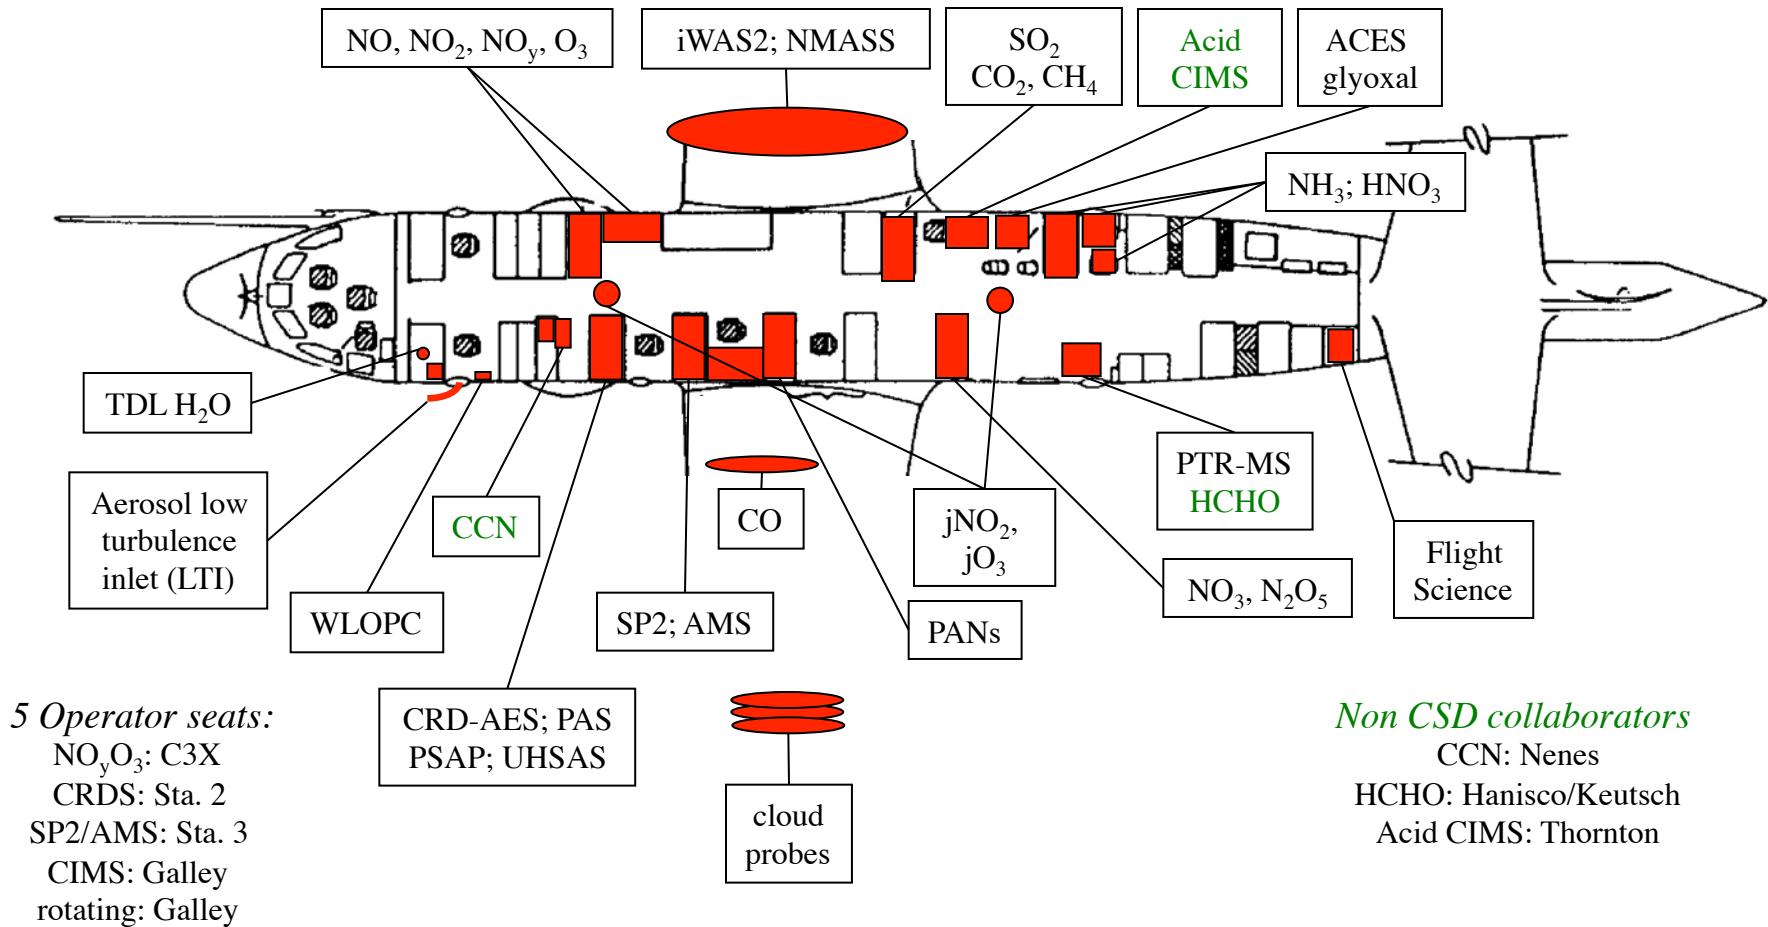 NO, NO₂, NOy, O₃
iWAS2; NMASS
SO₂
CO₂, CH₄
Acid
CIMS
ACES
glyoxal
NH₃; HNO₃
TDL H₂O
Aerosol low
turbulence
inlet (LTI)
WLOPC
CCN
CRD-AES; PAS
PSAP; UHSAS
SP2; AMS
CO
cloud
probes
PANs
jNO₂,
jO₃
NO₃, N₂O₅
PTR-MS
HCHO
Flight
Science
5 Operator seats:
NOyO₃: C3X
CRDS: Sta. 2
SP2/AMS: Sta. 3
CIMS: Galley
rotating: Galley
Non CSD collaborators
CCN: Nenes
HCHO: Hanisco/Keutsch
Acid CIMS: Thornton